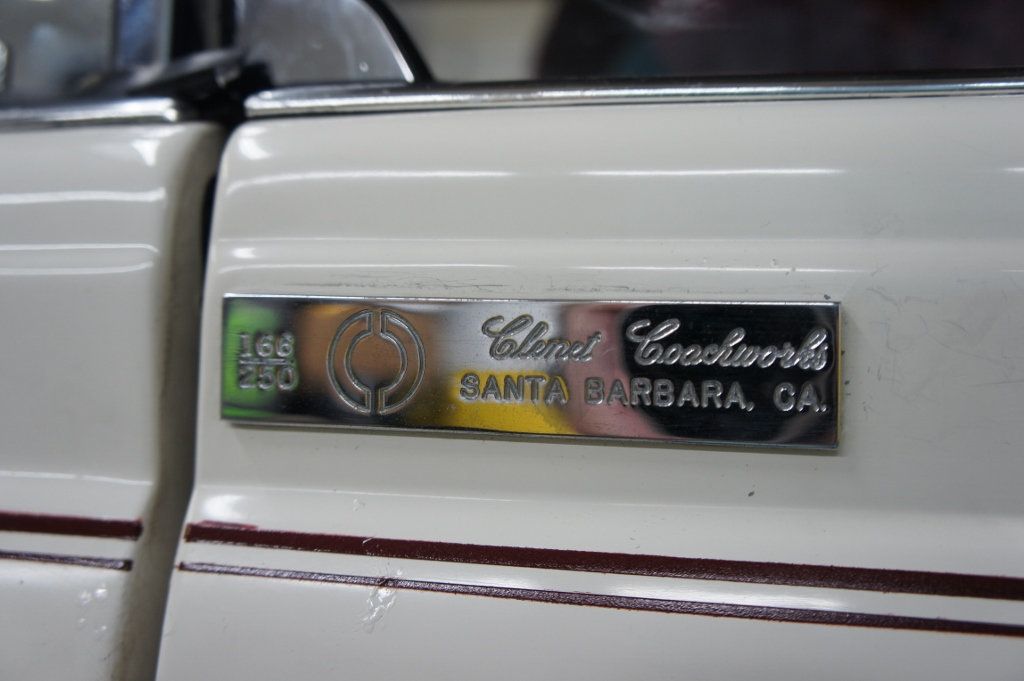 166
250
Clenet Coachworks
SANTA BARBARA, CA.